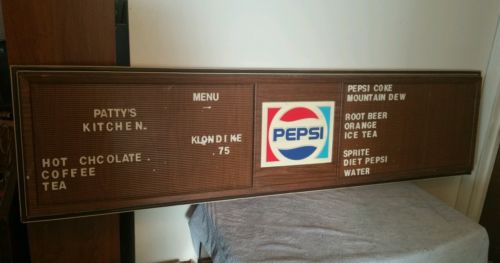 PATTY'S
KITCHEN.
MENU
KLONDIKE
.75
HOT CHCOLATE.
COFFEE
TEA
PEPSI
PEPSI COKE
MOUNTAIN DEW
ROOT BEER
ORANGE
ICE TEA
SPRITE
DIET PEPSI
WATER